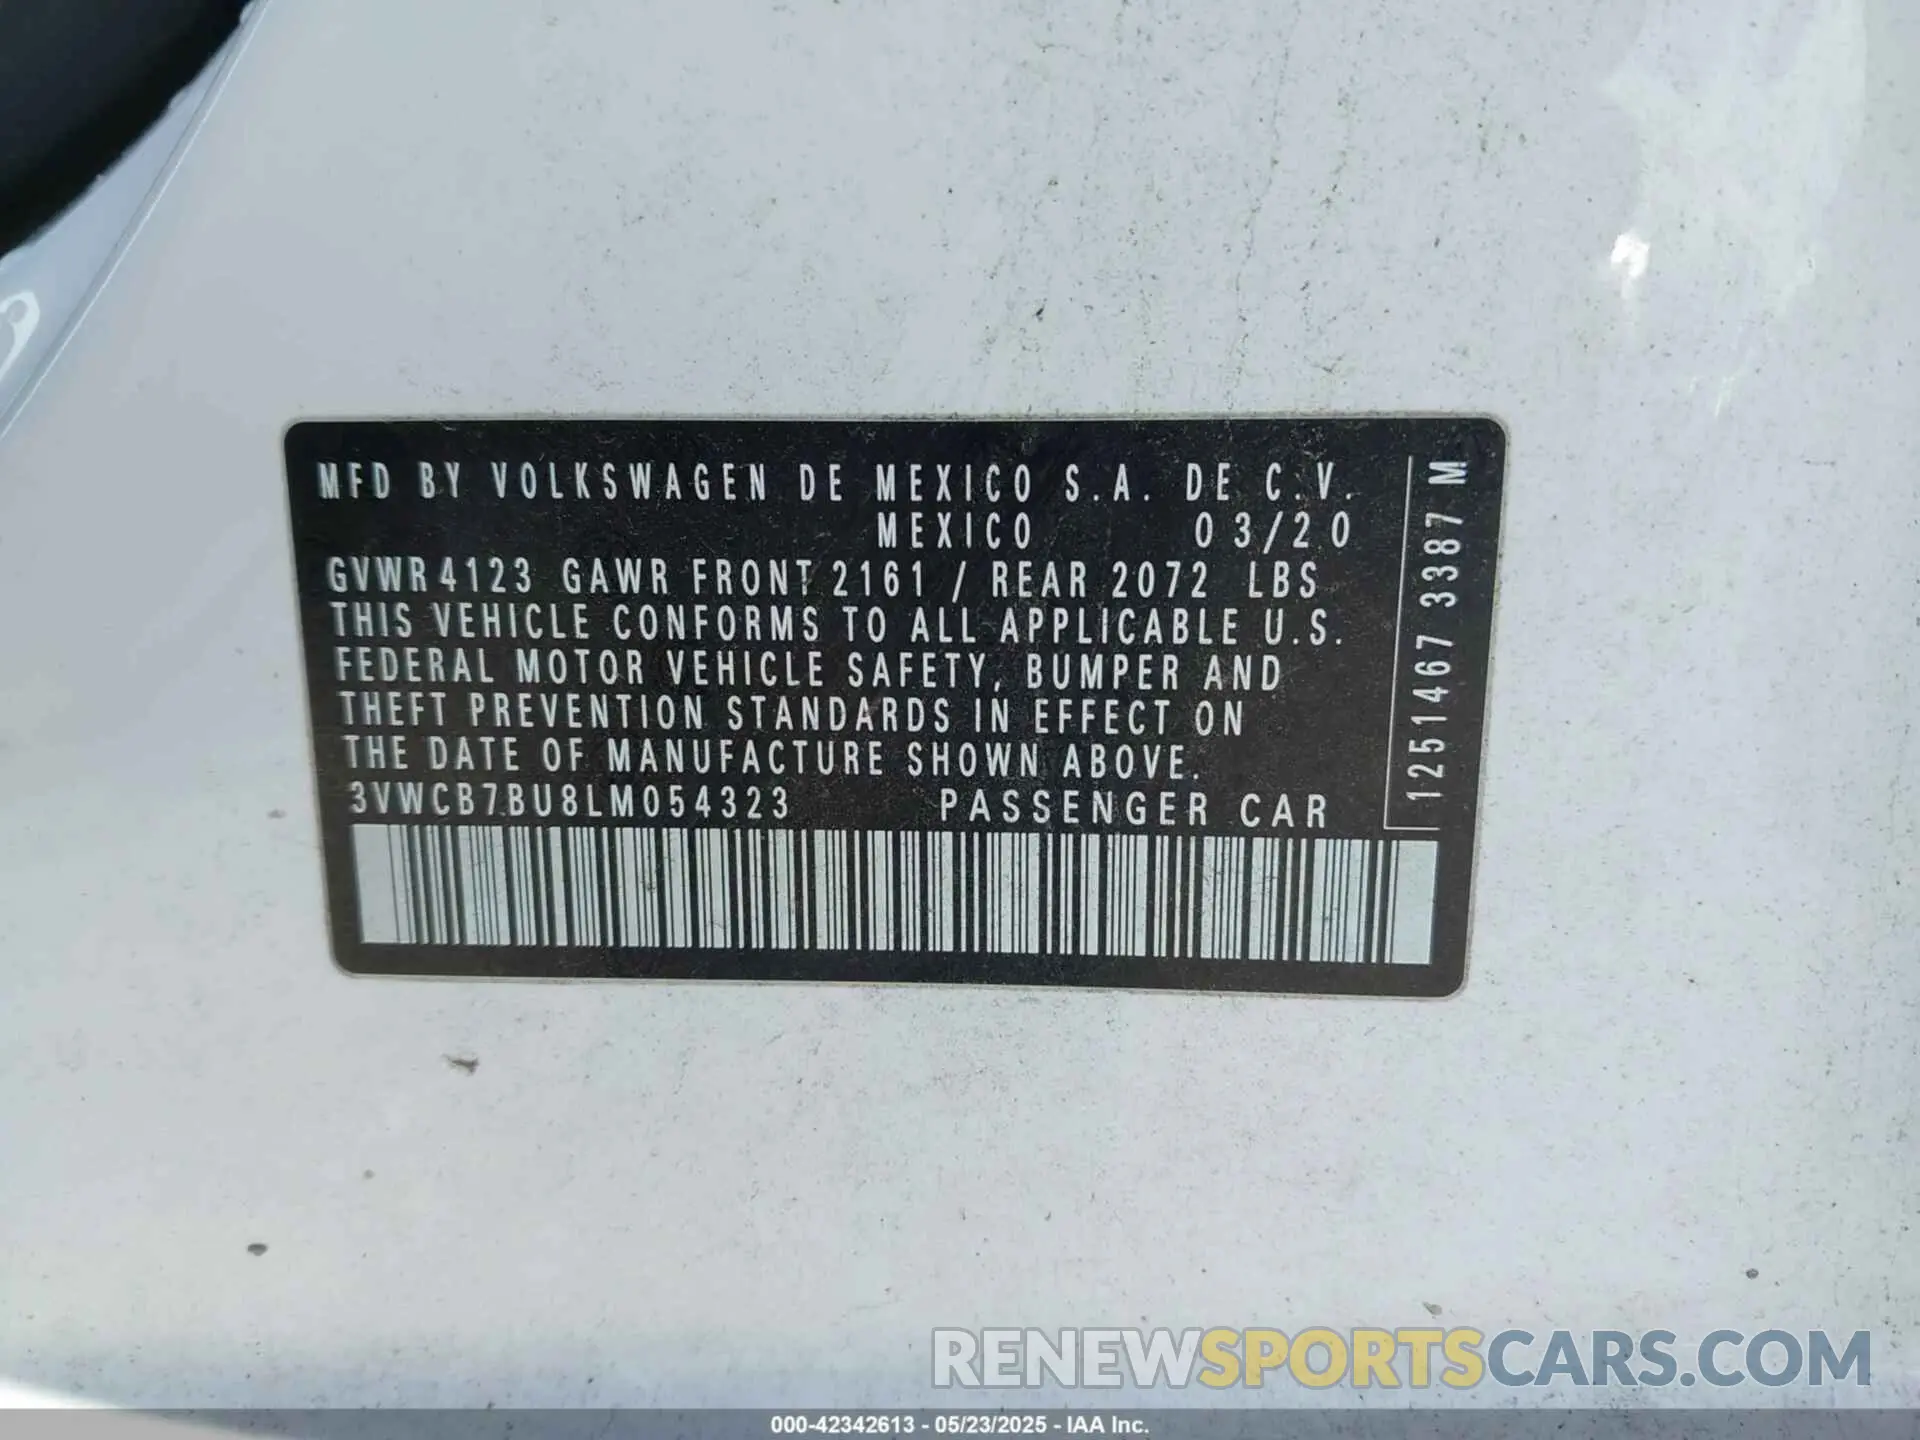 MFD BY VOLKSWAGEN DE MEXICO S.A. DE C.V.
MEXICO 03/20
GVWR 4123 GAWR FRONT 2161 / REAR 2072 LBS
THIS VEHICLE CONFORMS TO ALL APPLICABLE U.S.
FEDERAL MOTOR VEHICLE SAFETY, BUMPER AND
THEFT PREVENTION STANDARDS IN EFFECT ON
THE DATE OF MANUFACTURE SHOWN ABOVE.
3VWCB7BU8LM054323 PASSENGER CAR
1251467 3387 M
RENEWSPORTSCARS.COM
000-42342613 - 05/23/2025 - IAA Inc.